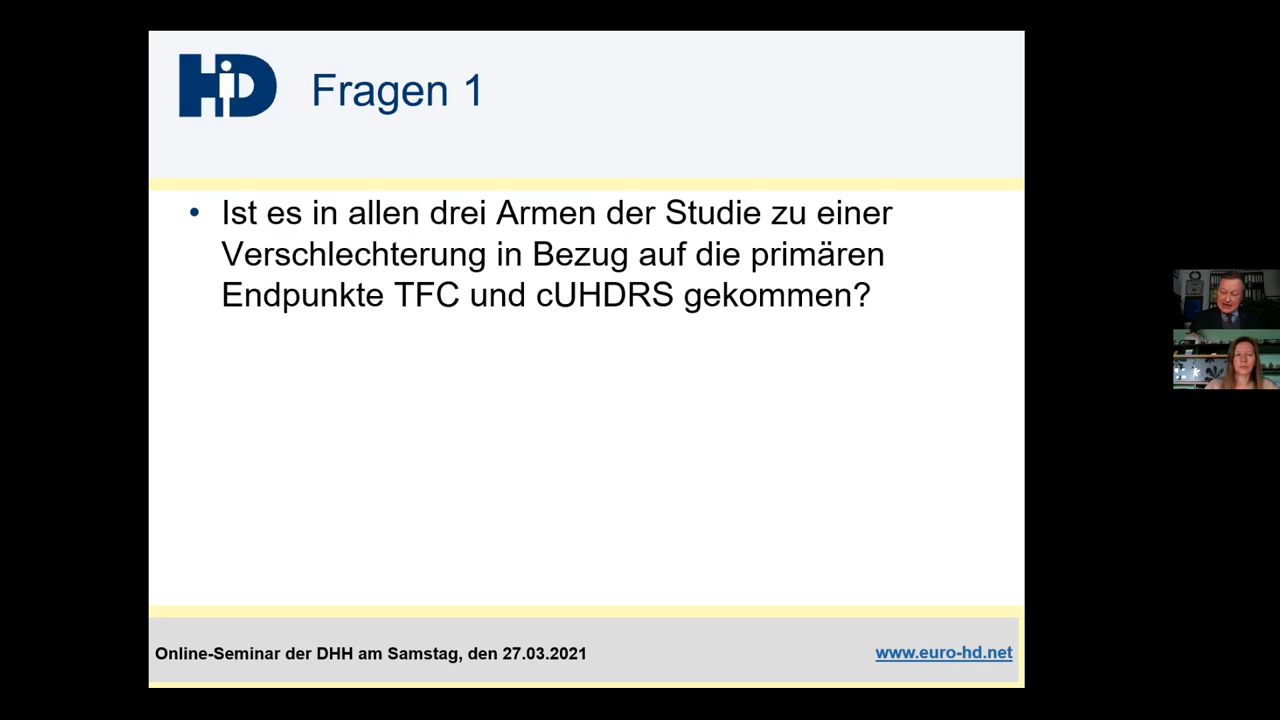 HD
Fragen 1
• Ist es in allen drei Armen der Studie zu einer
Verschlechterung in Bezug auf die primären
Endpunkte TFC und cUHDRS gekommen?
Online-Seminar der DHH am Samstag, den 27.03.2021
www.euro-hd.net